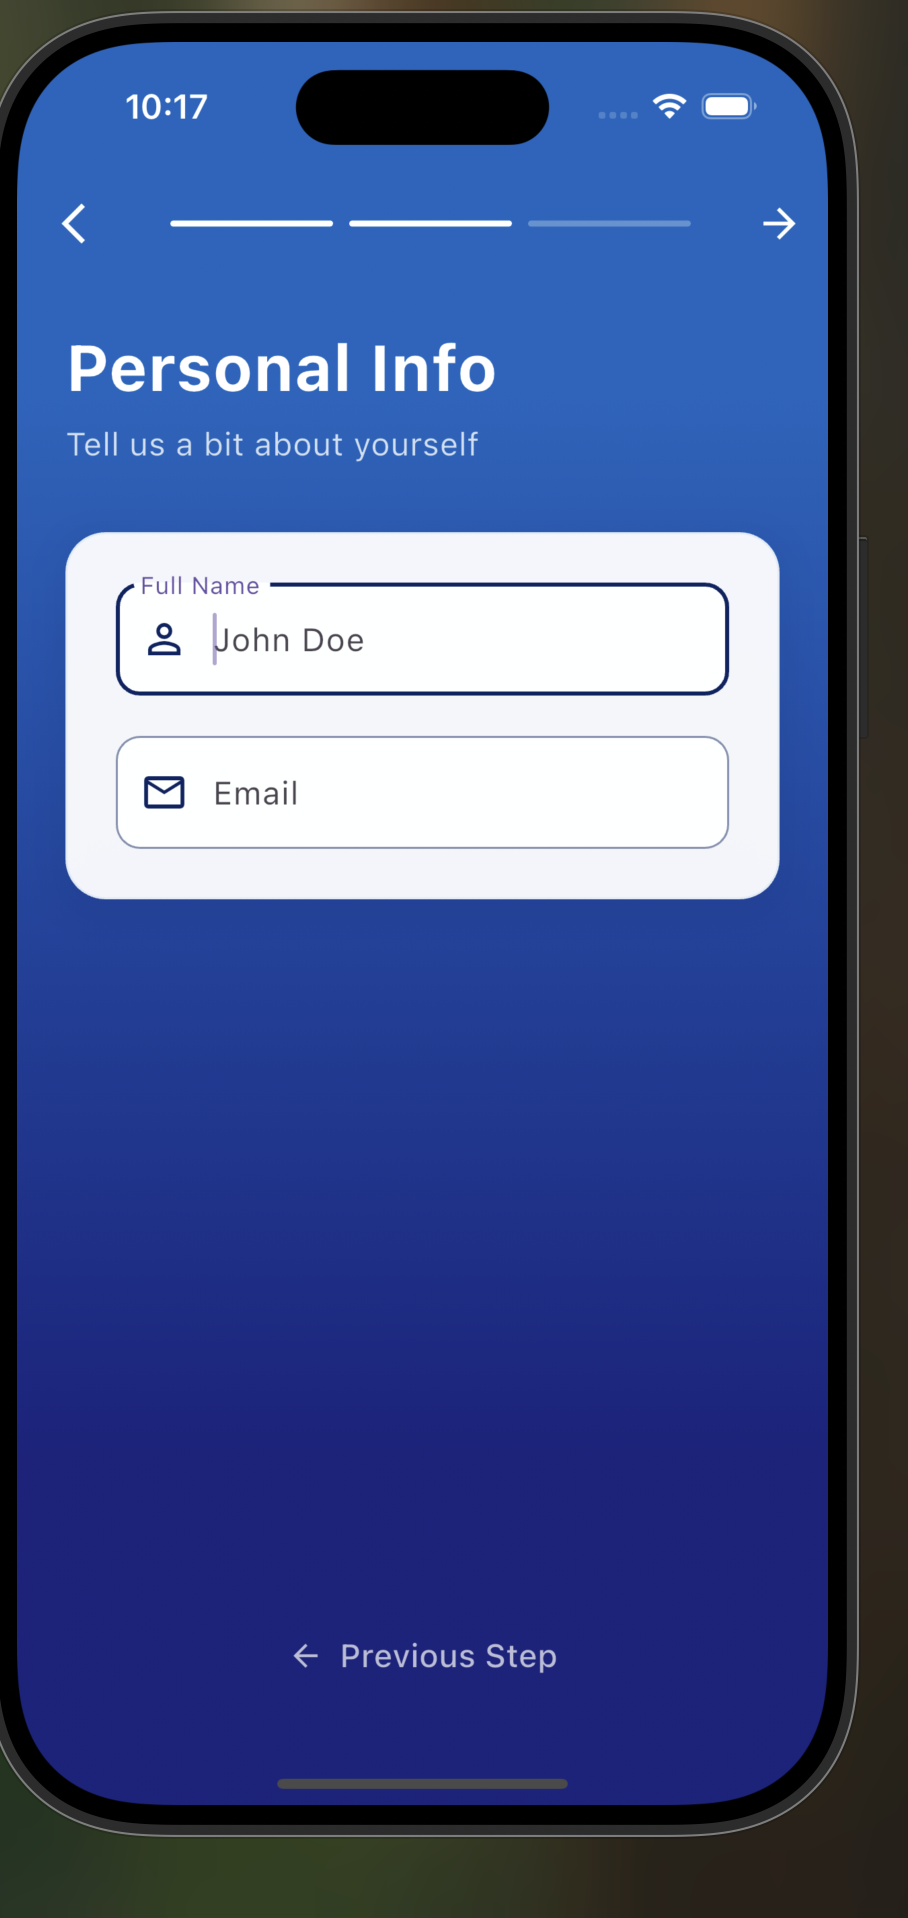 10:17
Personal Info
Tell us a bit about yourself
Full Name
John Doe
Email
Previous Step